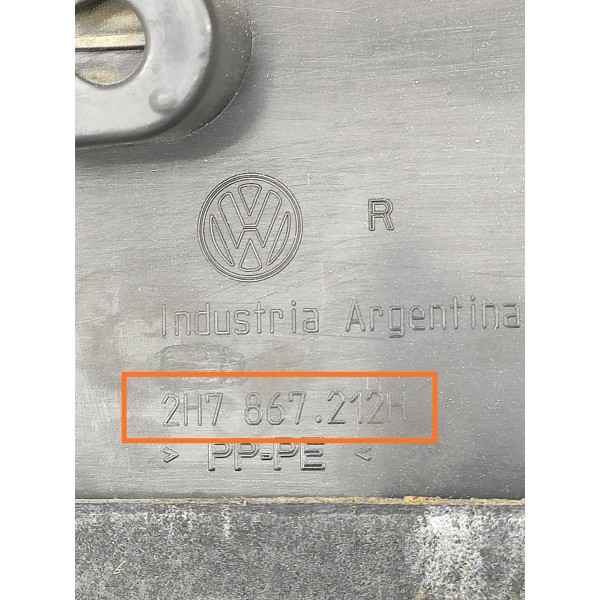 R
Industria Argentina
2H7 867.212H
> PP-PE <